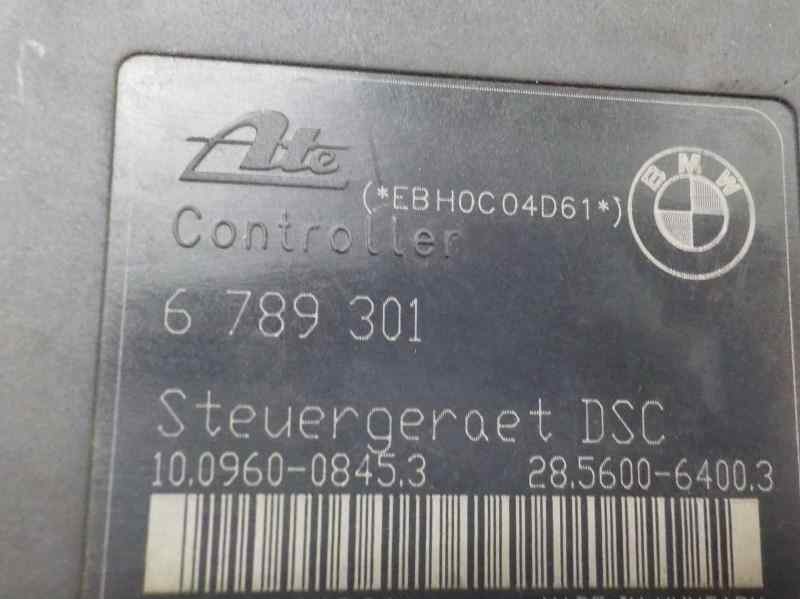 Ate
(*EBH0C04D61*)
BMW
Controller
6 789 301
Steuergeraet DSC
10.0960-0845.3 28.5600-6400.3